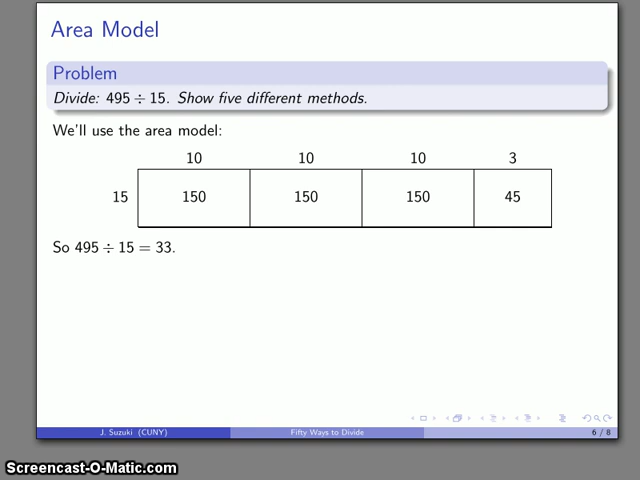 Area Model
Problem
Divide: 495 ÷ 15. Show five different methods.
We'll use the area model:
10 10 10 3
15 150 150 150 45
So 495 ÷ 15 = 33.
J. Suzuki (CUNY) Fifty Ways to Divide 6 / 8
Screencast-O-Matic.com